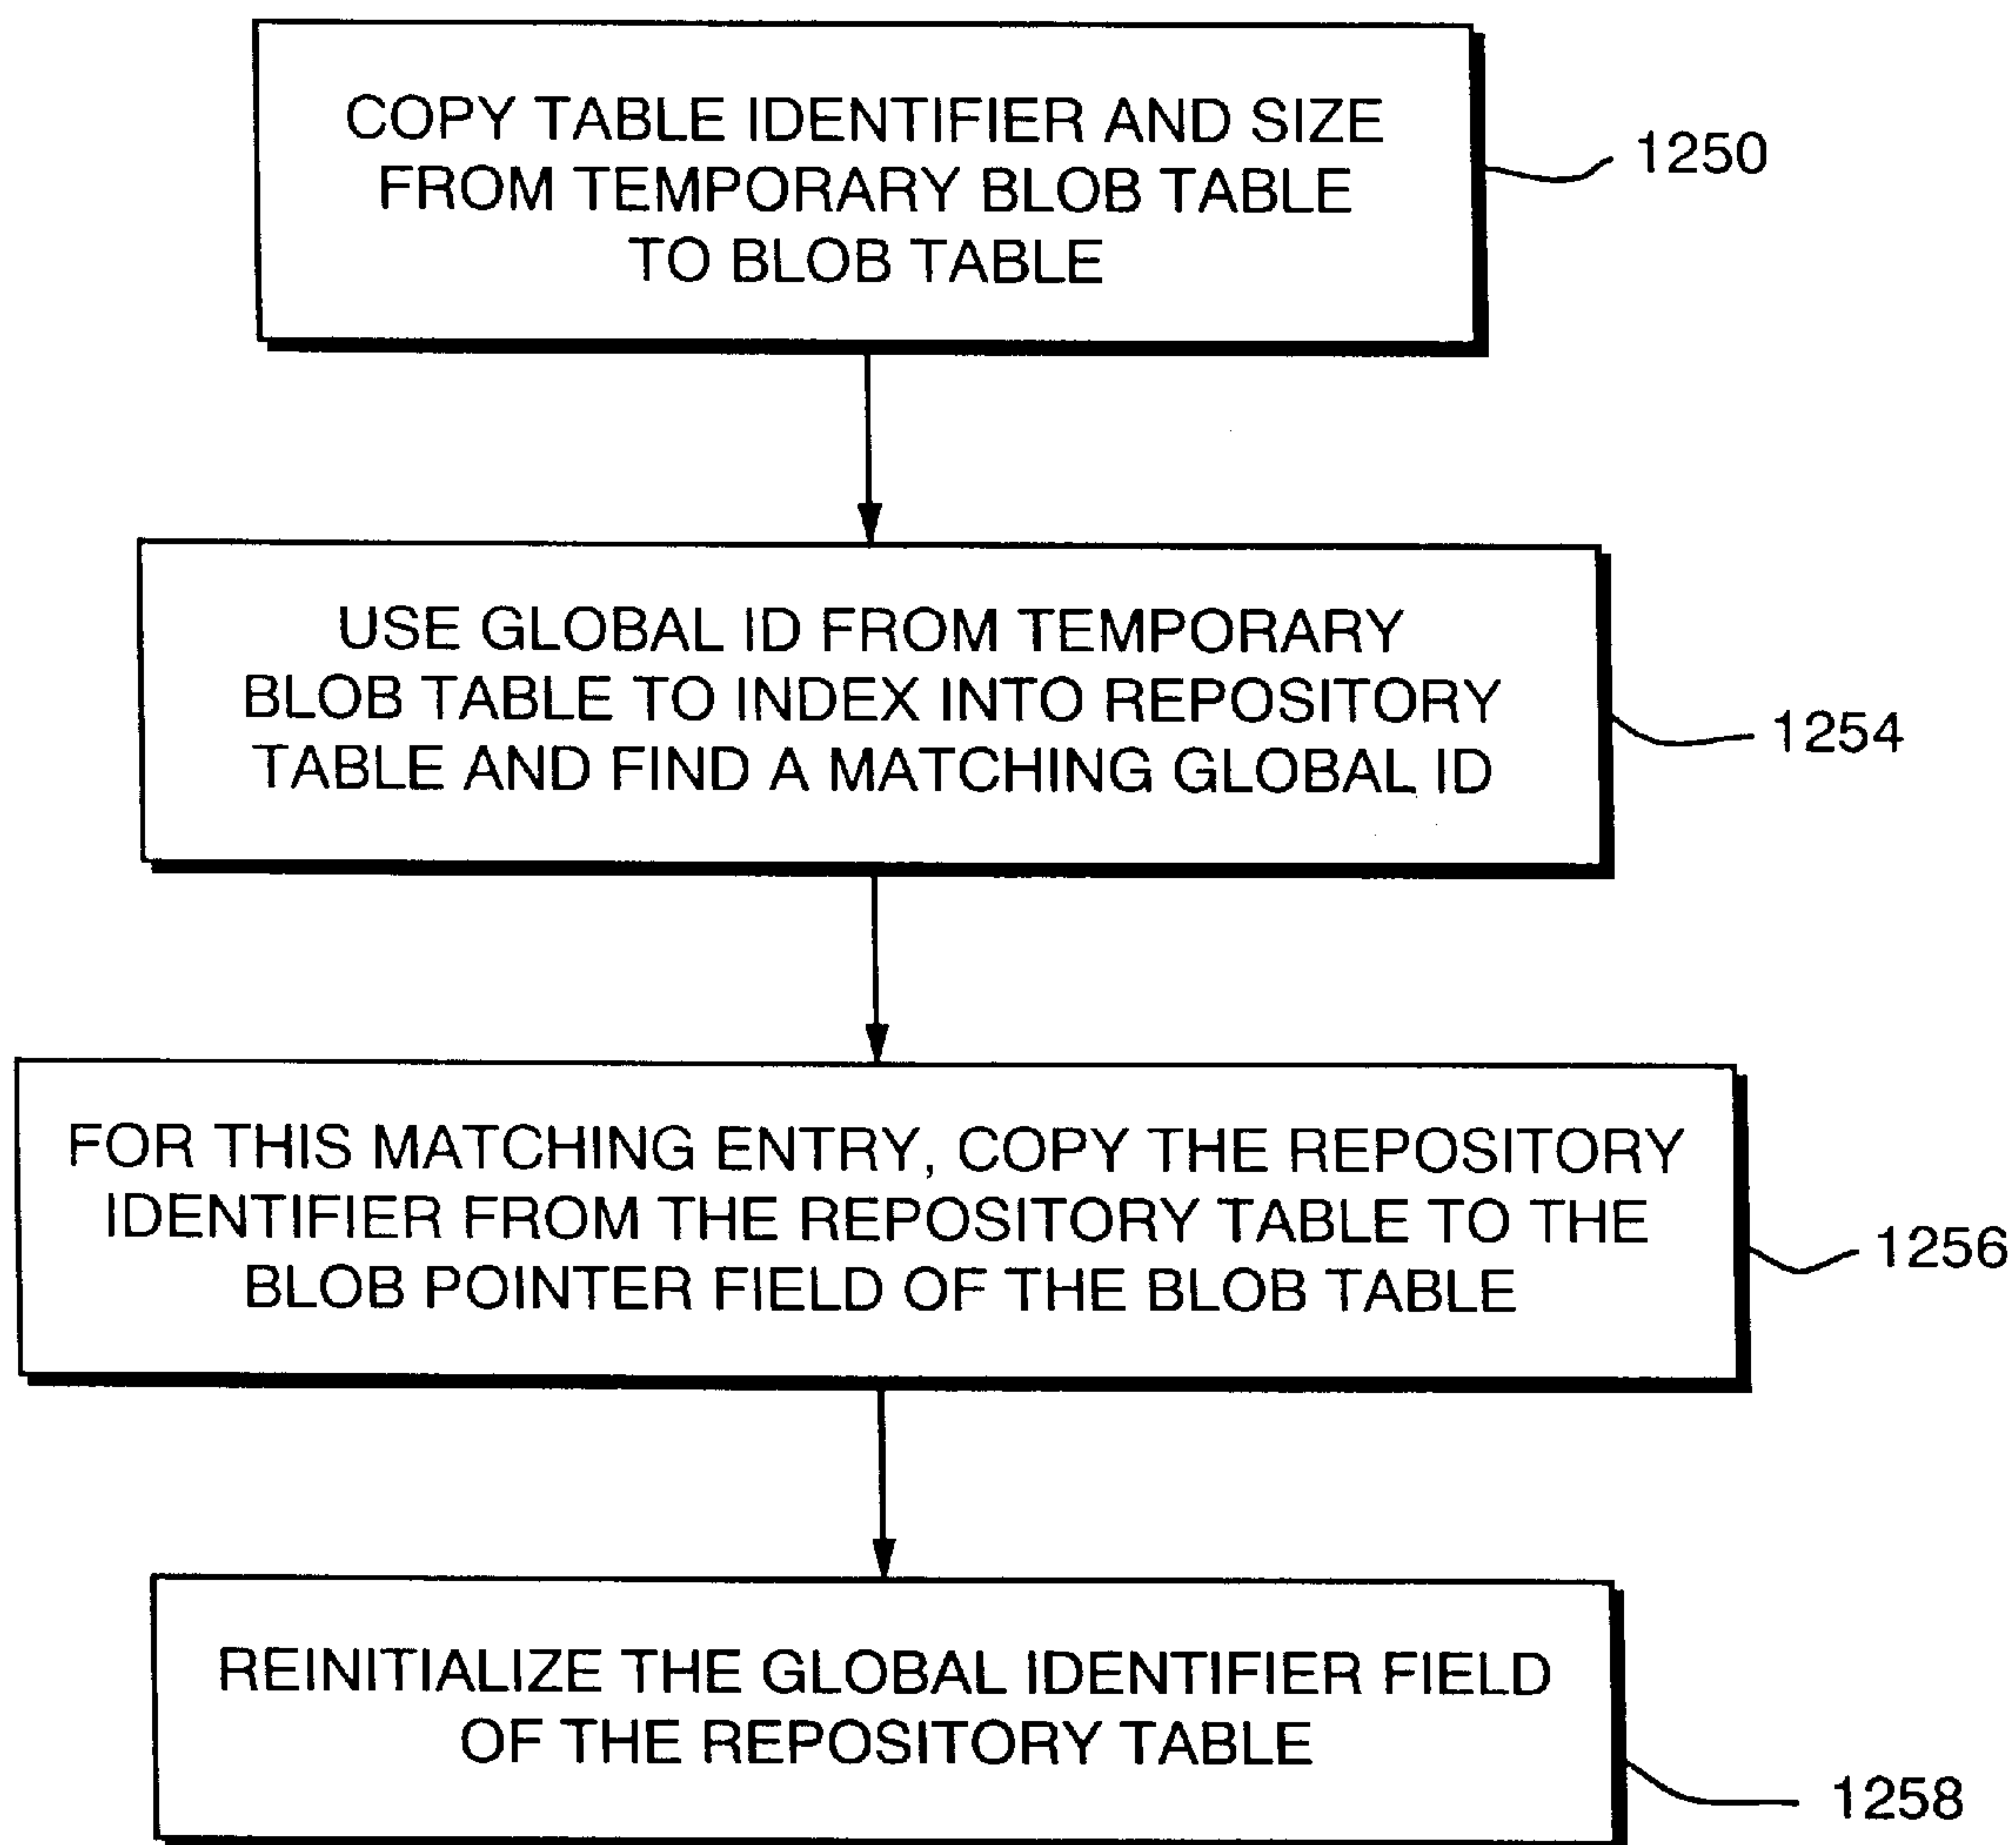 COPY TABLE IDENTIFIER AND SIZE
FROM TEMPORARY BLOB TABLE
TO BLOB TABLE
1250
USE GLOBAL ID FROM TEMPORARY
BLOB TABLE TO INDEX INTO REPOSITORY
TABLE AND FIND A MATCHING GLOBAL ID
1254
FOR THIS MATCHING ENTRY, COPY THE REPOSITORY
IDENTIFIER FROM THE REPOSITORY TABLE TO THE
BLOB POINTER FIELD OF THE BLOB TABLE
1256
REINITIALIZE THE GLOBAL IDENTIFIER FIELD
OF THE REPOSITORY TABLE
1258